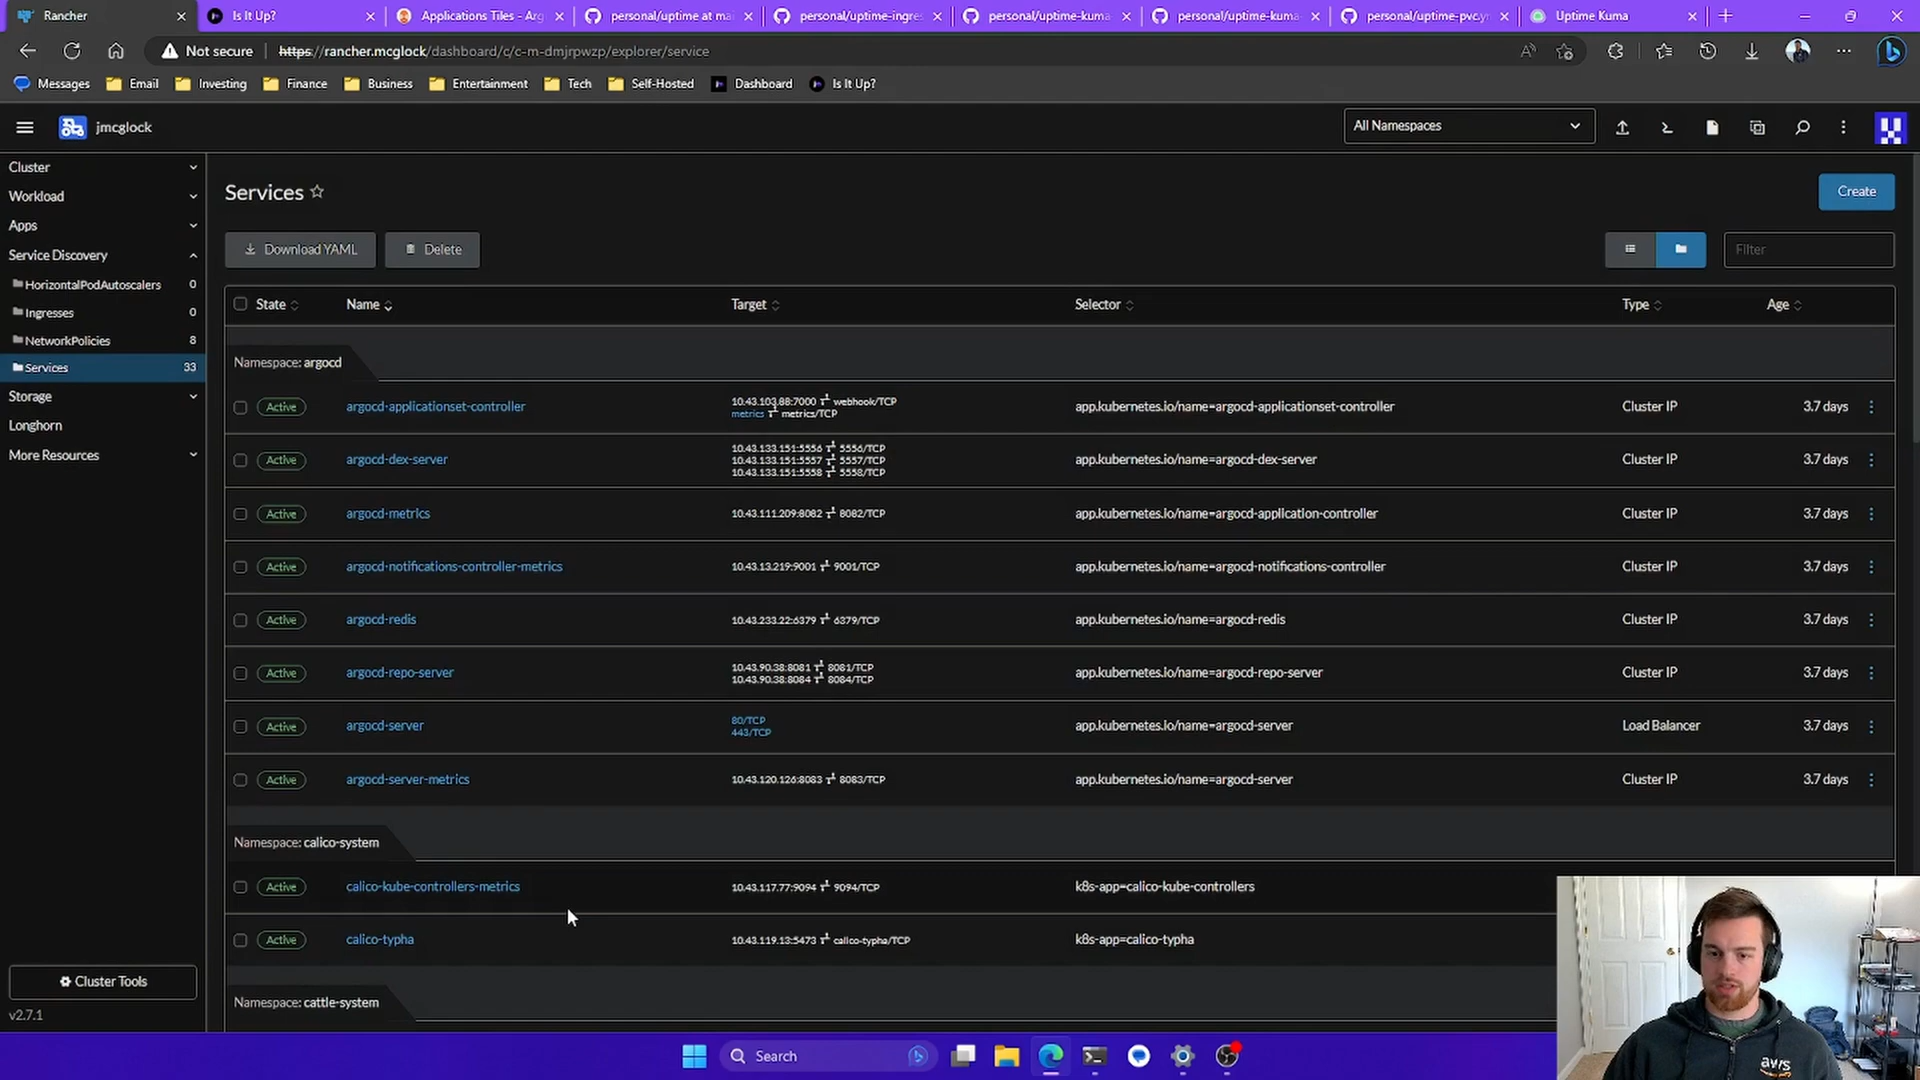 Rancher
Is It Up?
Applications Tiles - Arg
personal/uptime at ma
personal/uptime-ingres
personal/uptime-kuma
personal/uptime-kuma-
personal/uptime-pvc.yn
Uptime Kuma
Not secure
https://rancher.mcglock/dashboard/c/c-m-dmjrpwzp/explorer/service
Messages
Email
Investing
Finance
Business
Entertainment
Tech
Self-Hosted
Dashboard
Is It Up?
jmcglock
All Namespaces
Cluster
Workload
Apps
Service Discovery
HorizontalPodAutoscalers 0
Ingresses 0
NetworkPolicies 8
Services 33
Storage
Longhorn
More Resources
Cluster Tools
v2.7.1
Services
Create
Download YAML
Delete
Filter
State Name Target Selector Type Age
Namespace: argocd
Active argocd-applicationset-controller 10.43.103.88:7000 webhook/TCP
metrics metrics/TCP
app.kubernetes.io/name=argocd-applicationset-controller Cluster IP 3.7 days
Active argocd-dex-server 10.43.133.151:5556 5556/TCP
10.43.133.151:5557 5557/TCP
10.43.133.151:5558 5558/TCP
app.kubernetes.io/name=argocd-dex-server Cluster IP 3.7 days
Active argocd-metrics 10.43.111.209:8082 8082/TCP app.kubernetes.io/name=argocd-application-controller Cluster IP 3.7 days
Active argocd-notifications-controller-metrics 10.43.13.219:9001 9001/TCP app.kubernetes.io/name=argocd-notifications-controller Cluster IP 3.7 days
Active argocd-redis 10.43.233.22:6379 6379/TCP app.kubernetes.io/name=argocd-redis Cluster IP 3.7 days
Active argocd-repo-server 10.43.90.38:8081 8081/TCP
10.43.90.38:8084 8084/TCP
app.kubernetes.io/name=argocd-repo-server Cluster IP 3.7 days
Active argocd-server 80/TCP
443/TCP
app.kubernetes.io/name=argocd-server Load Balancer 3.7 days
Active argocd-server-metrics 10.43.120.126:8083 8083/TCP app.kubernetes.io/name=argocd-server Cluster IP 3.7 days
Namespace: calico-system
Active calico-kube-controllers-metrics 10.43.117.77:9094 9094/TCP k8s-app=calico-kube-controllers
Active calico-typha 10.43.119.13:5473 calico-typha/TCP k8s-app=calico-typha
Namespace: cattle-system
Search
aws